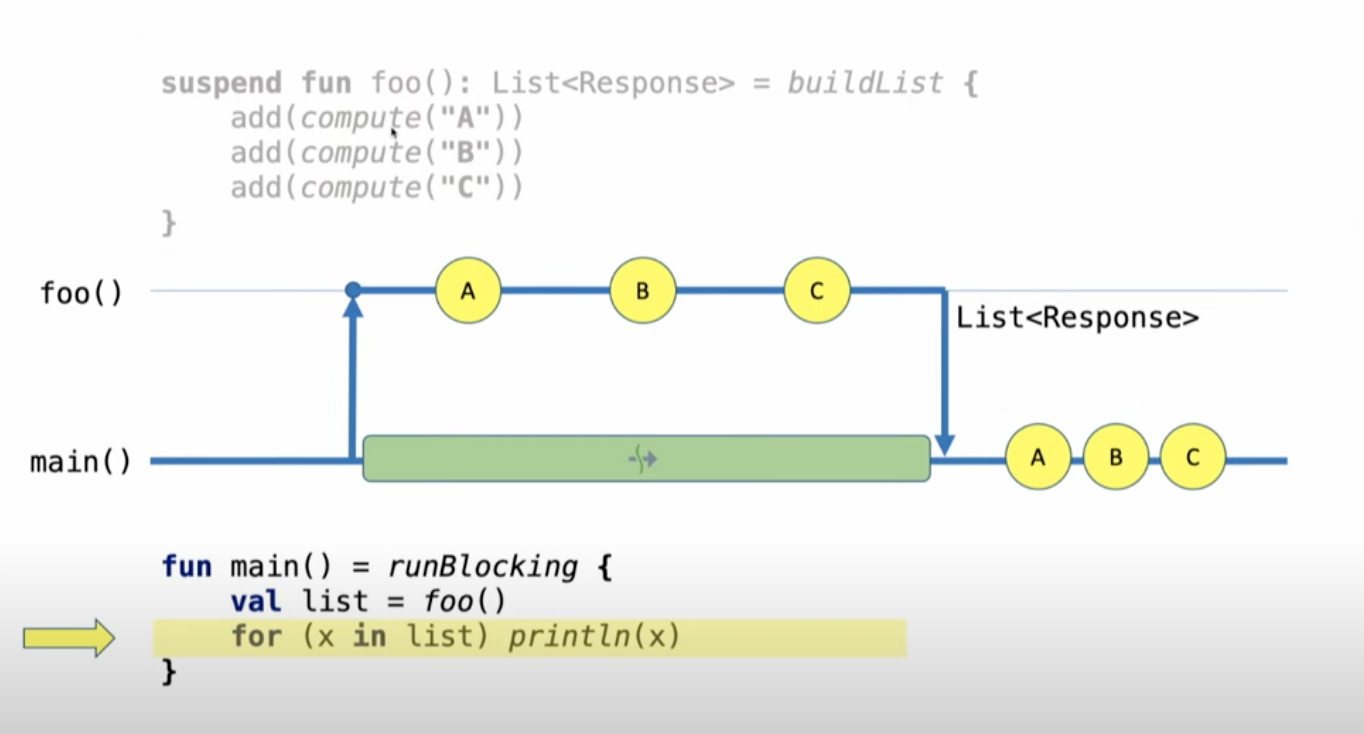 suspend fun foo(): List<Response> = buildList {
    add(compute("A"))
    add(compute("B"))
    add(compute("C"))
}
foo()
A B C
List<Response>
main()
A B C
fun main() = runBlocking {
    val list = foo()
    for (x in list) println(x)
}